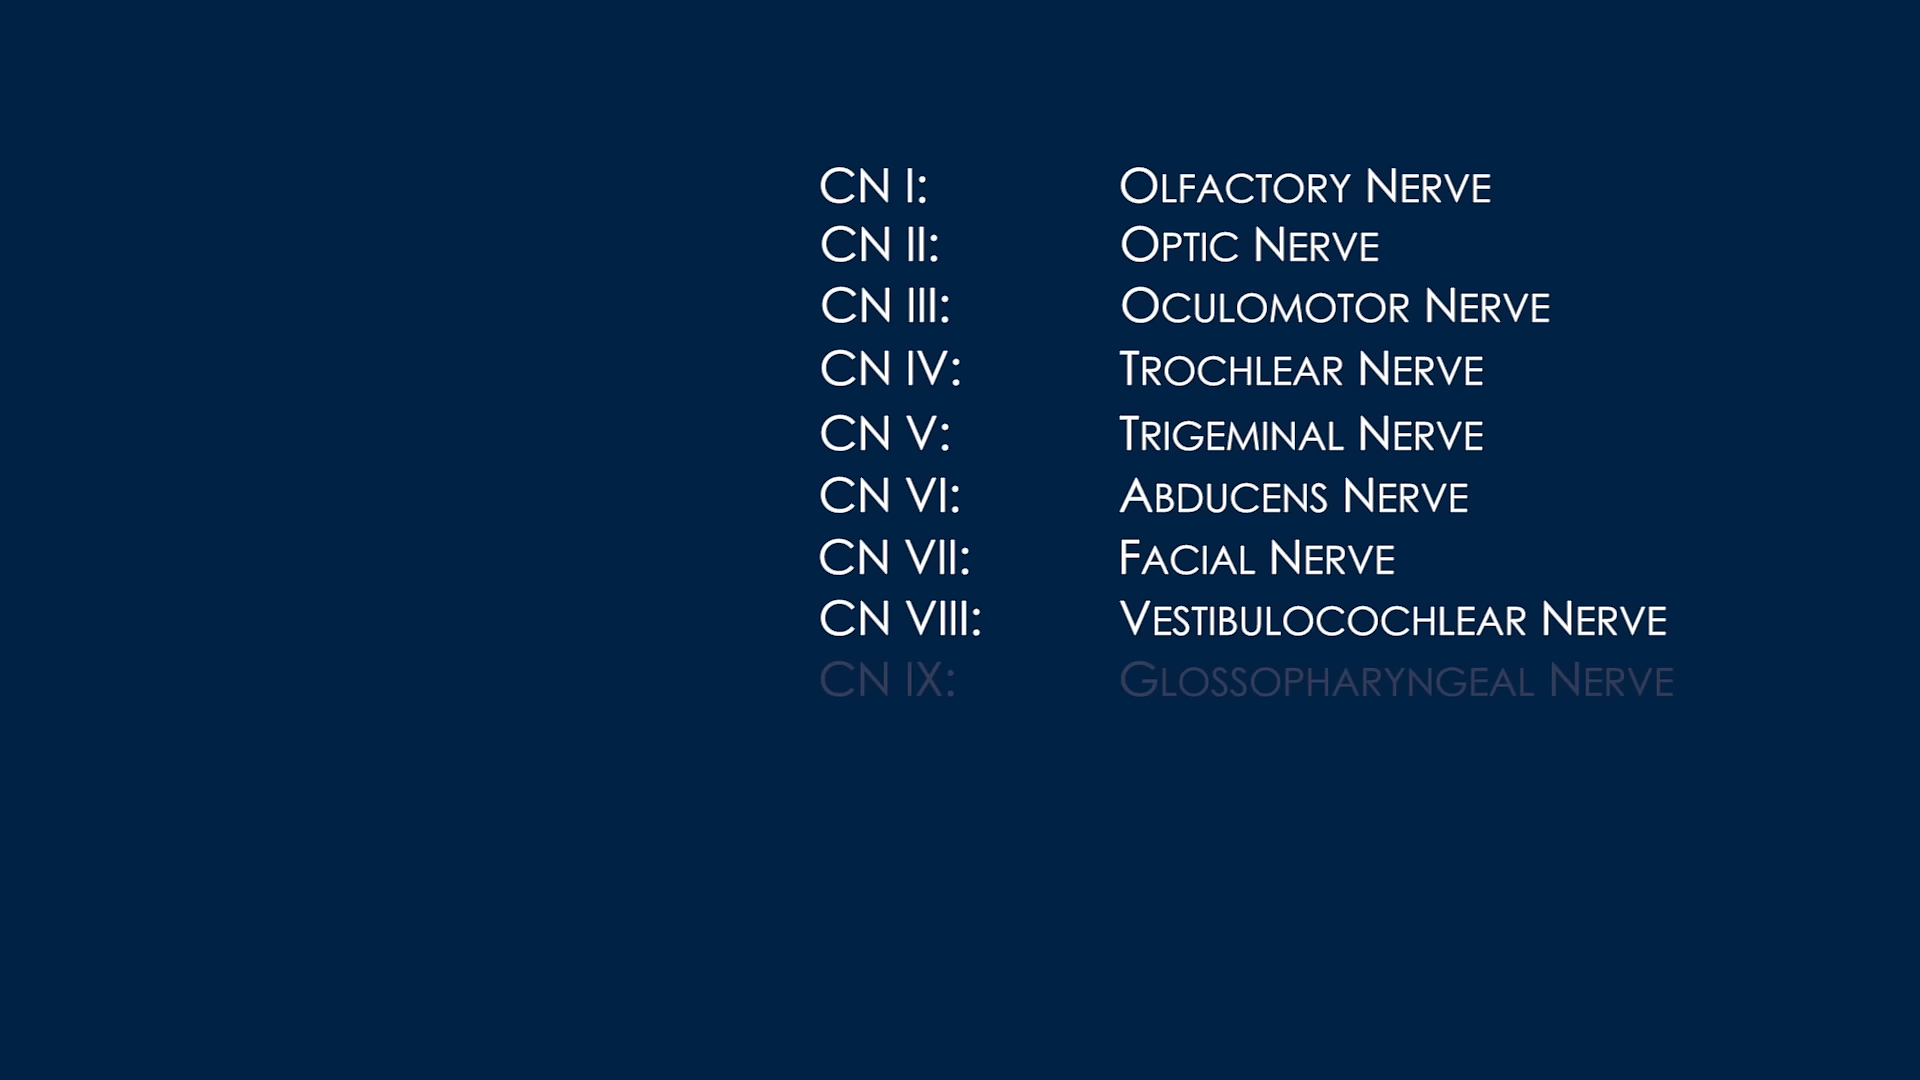 CN I: Olfactory Nerve
CN II: Optic Nerve
CN III: Oculomotor Nerve
CN IV: Trochlear Nerve
CN V: Trigeminal Nerve
CN VI: Abducens Nerve
CN VII: Facial Nerve
CN VIII: Vestibulocochlear Nerve
CN IX: Glossopharyngeal Nerve